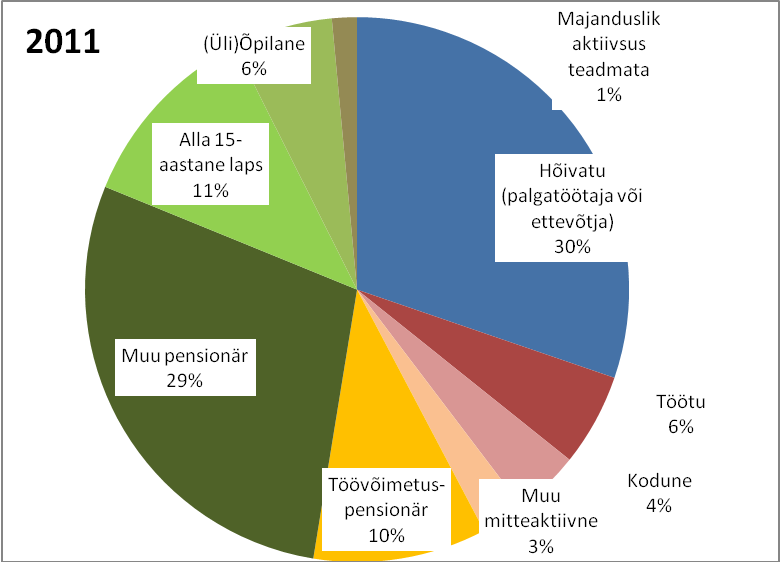 2011
Majanduslik
aktiivsus
teadmata
1%
Hõivatu
(palgatöötaja või
ettevõtja)
30%
Töötu
6%
Kodune
4%
Muu
mitteaktiivne
3%
Töövõimetus-
pensionär
10%
Muu pensionär
29%
Alla 15-
aastane laps
11%
(Üli)Õpilane
6%